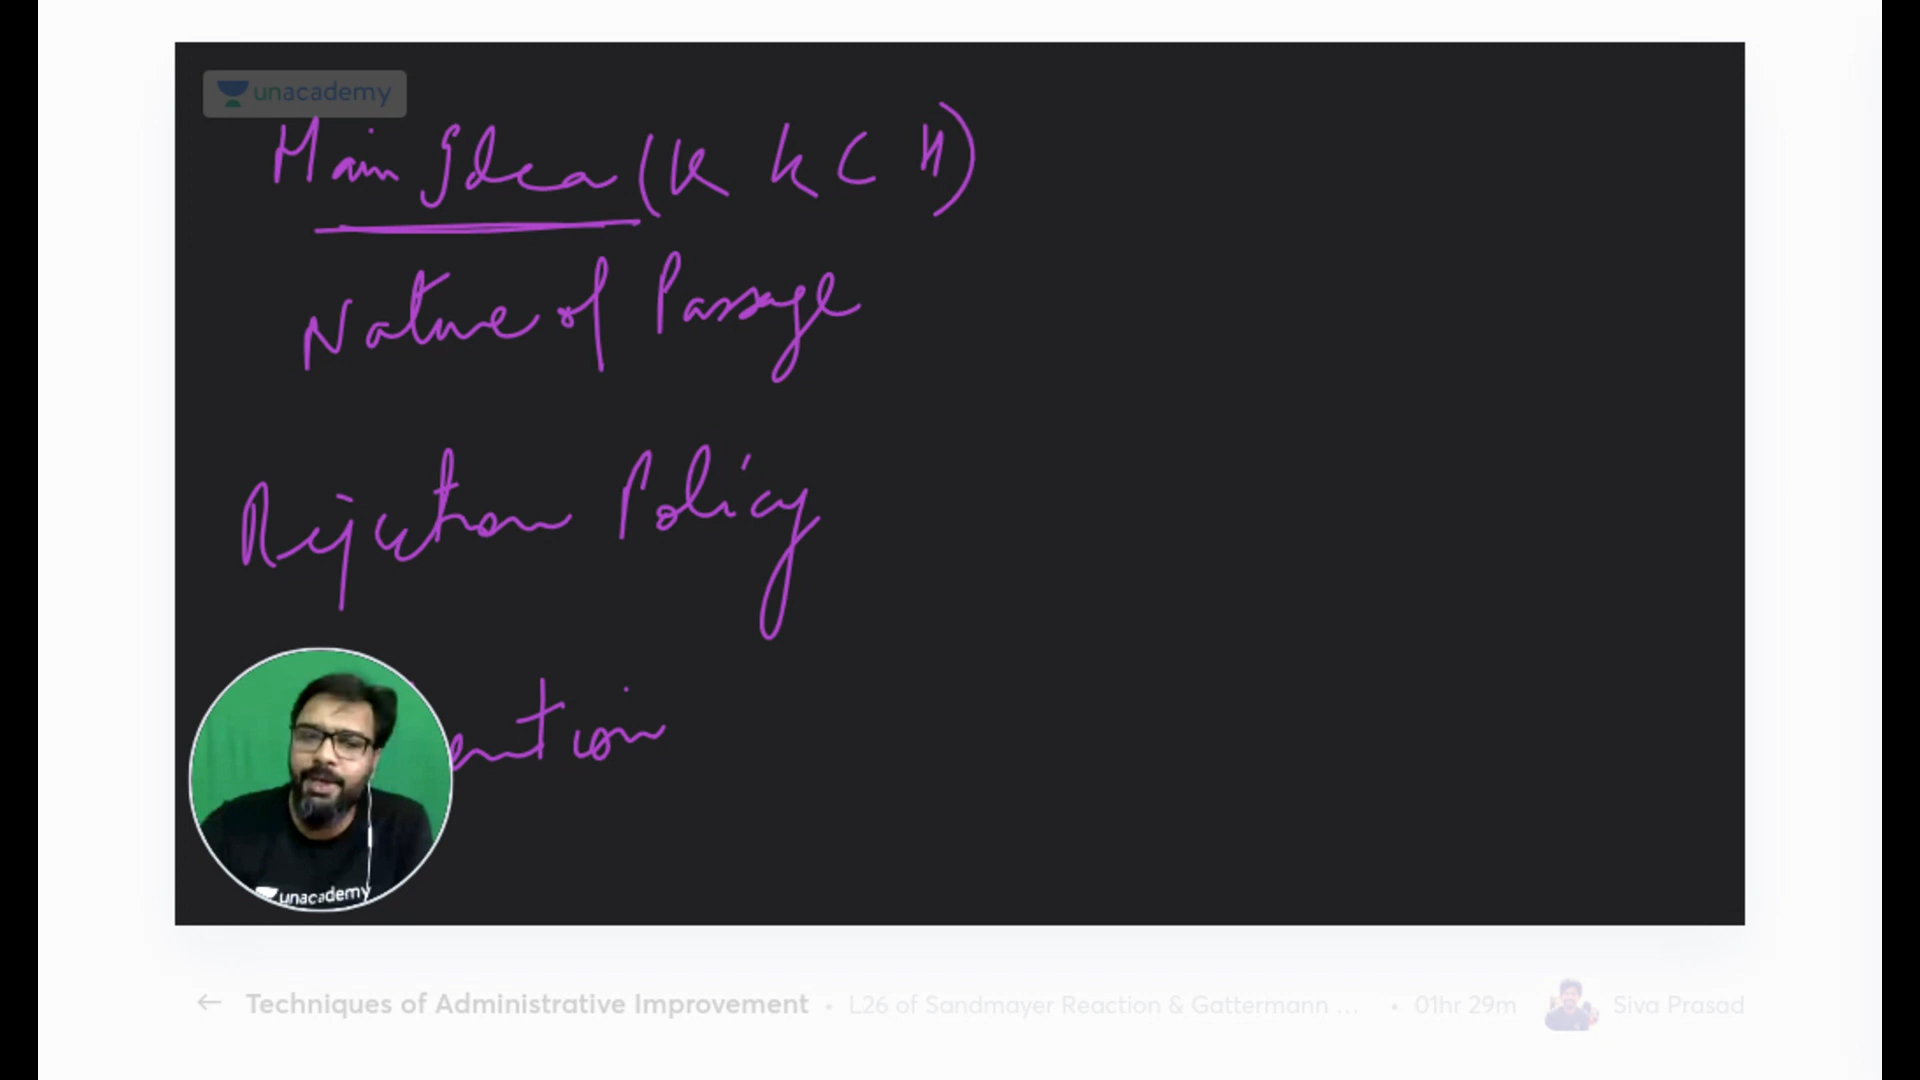 unacademy
Main Idea (K K C H)
Nature of Passage
Rejection Policy
unacademy
Techniques of Administrative Improvement • L26 of Sandmayer Reaction & Gattermann ... • 01hr 29m Siva Prasad